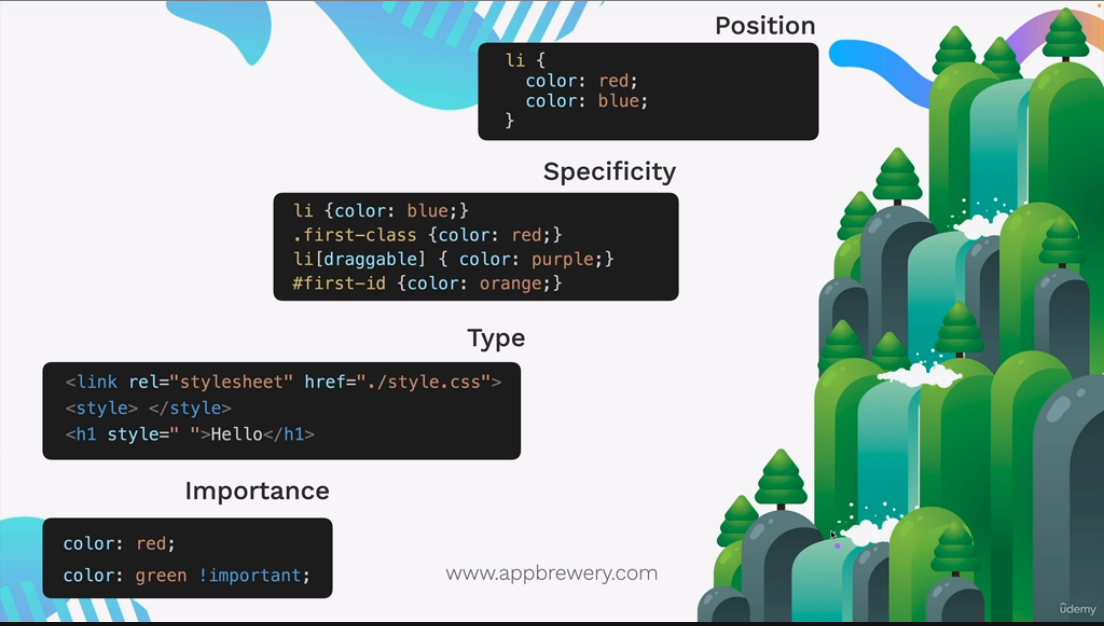 Position
li {
color: red;
color: blue;
}
Specificity
li {color: blue;}
.first-class {color: red;}
li[draggable] { color: purple;}
#first-id {color: orange;}
Type
<link rel="stylesheet" href="./style.css">
<style> </style>
<h1 style=" ">Hello</h1>
Importance
color: red;
color: green !important;
www.appbrewery.com
ûdemy